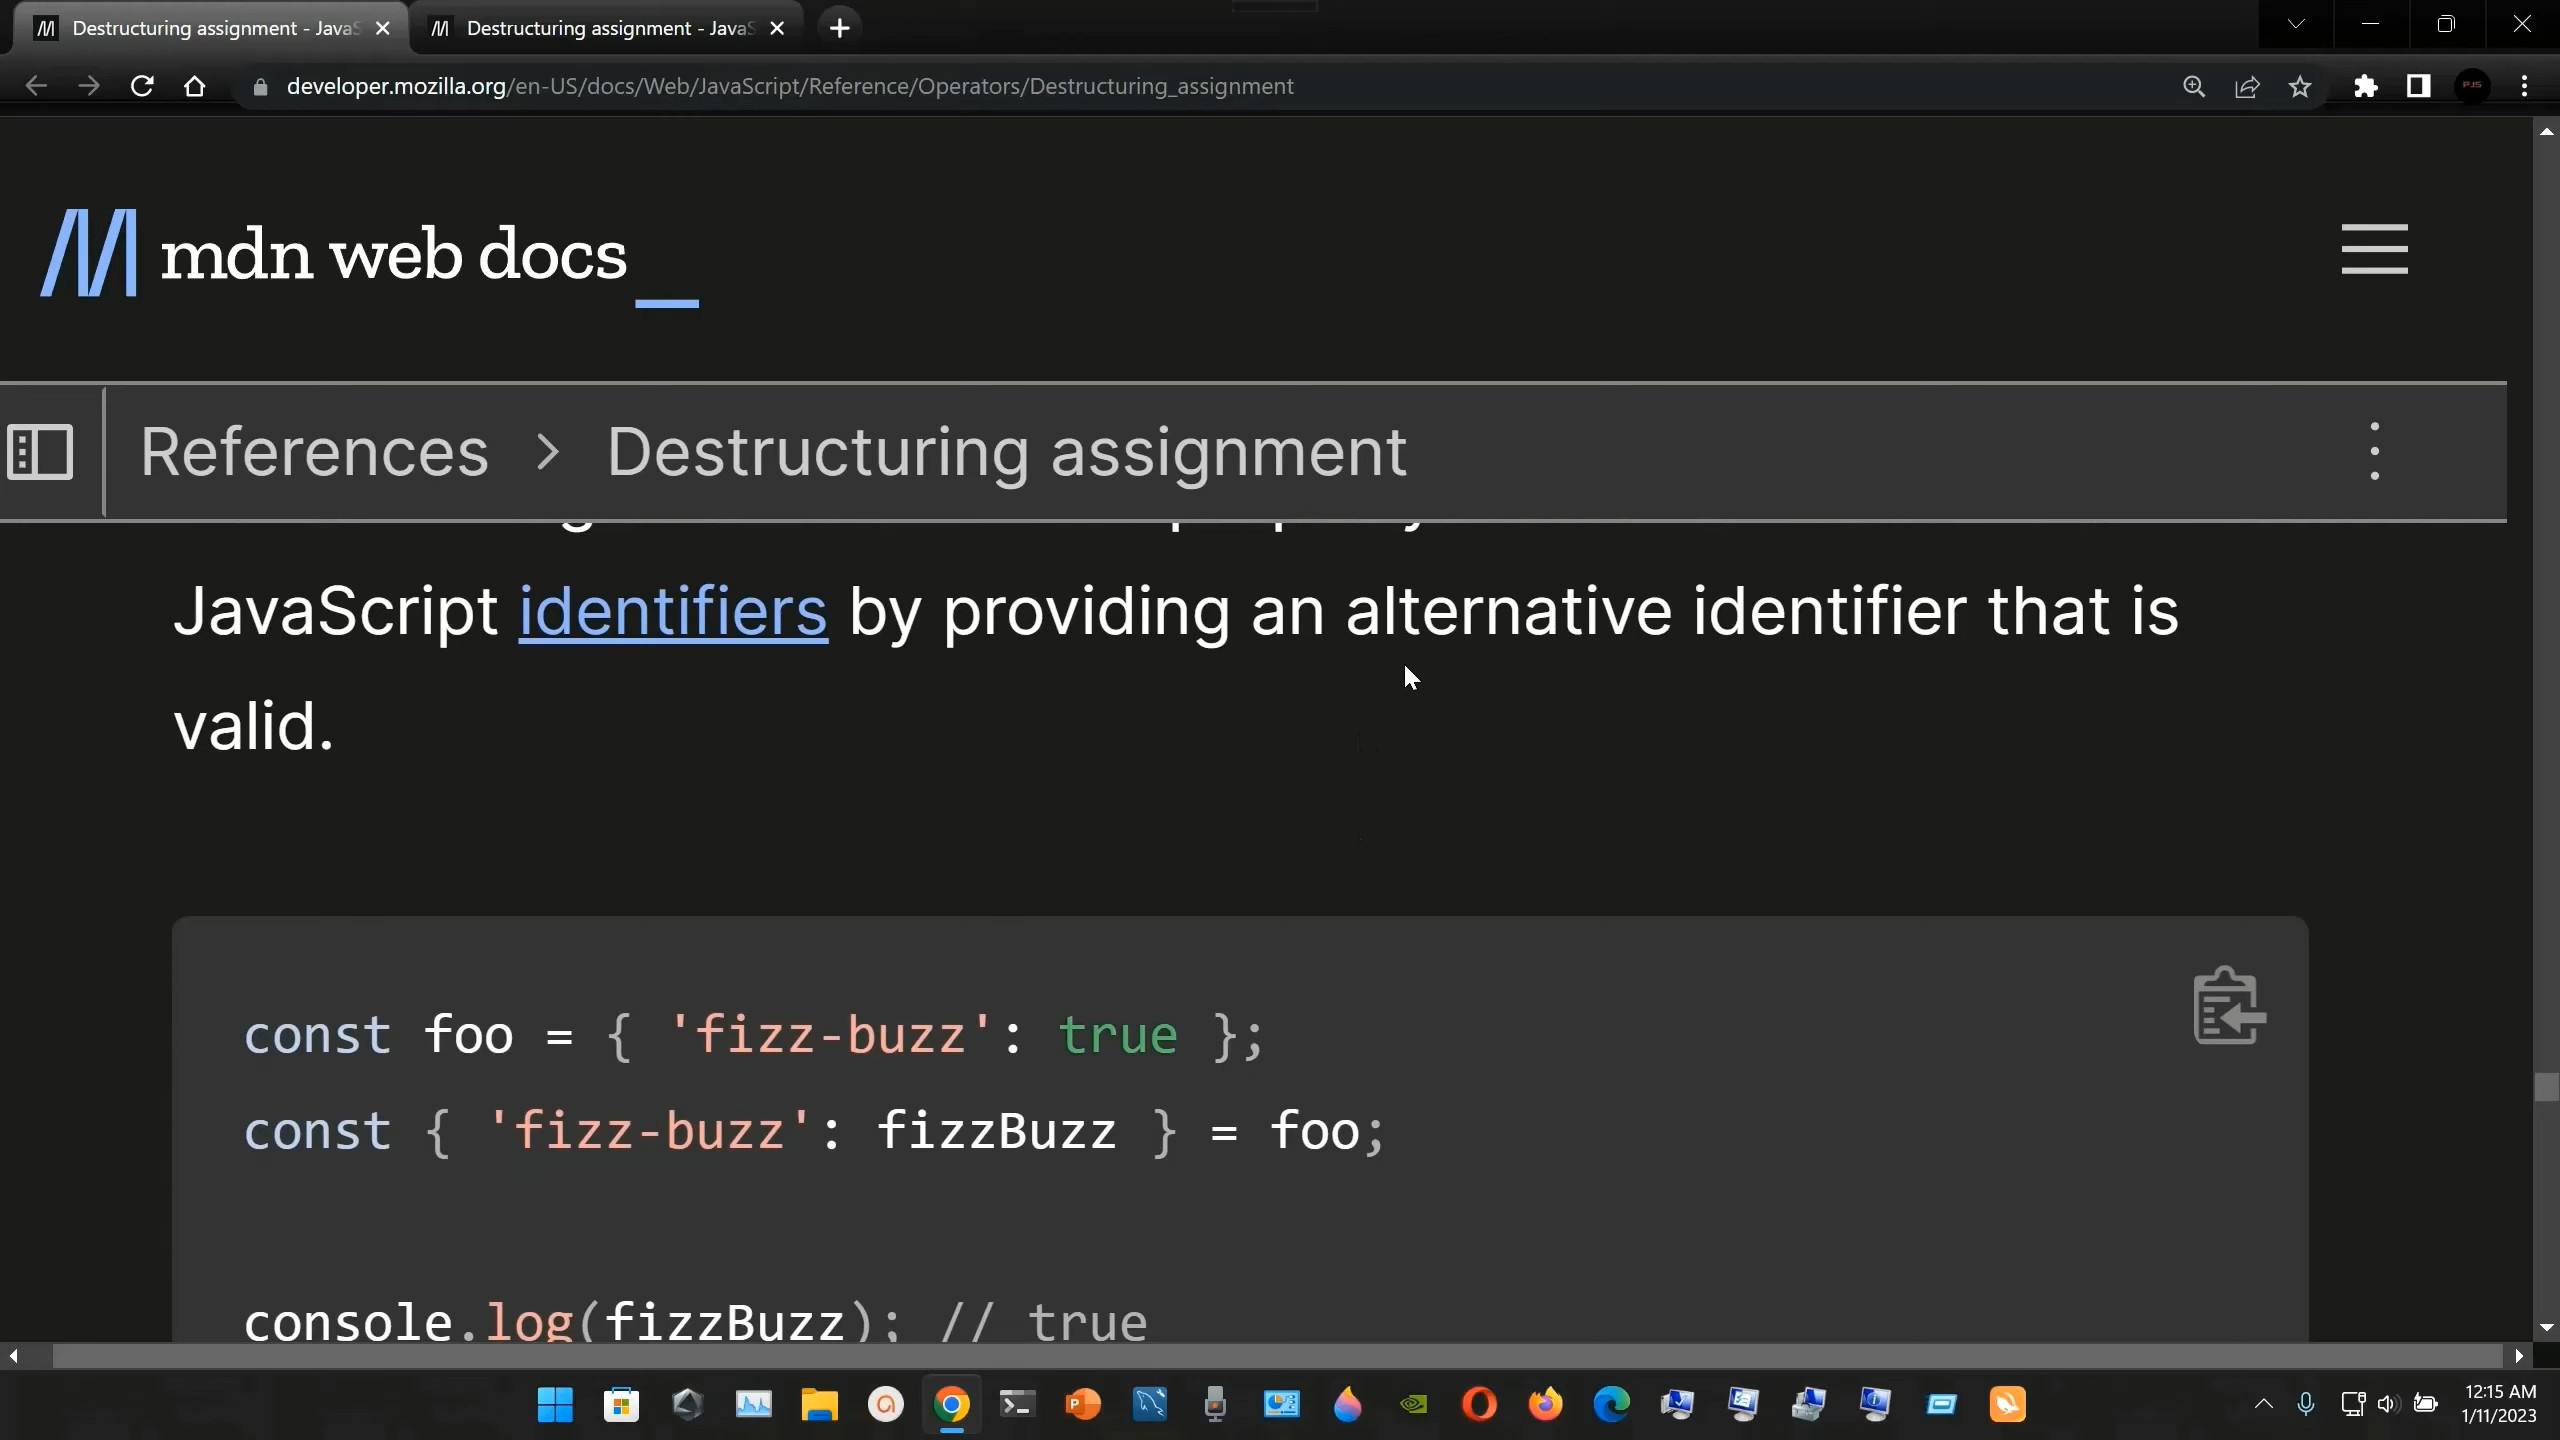 Destructuring assignment - JavaS
Destructuring assignment - JavaS
developer.mozilla.org/en-US/docs/Web/JavaScript/Reference/Operators/Destructuring_assignment
PJS
mdn web docs_
References > Destructuring assignment
JavaScript identifiers by providing an alternative identifier that is
valid.
const foo = { 'fizz-buzz': true };
const { 'fizz-buzz': fizzBuzz } = foo;
console.log(fizzBuzz); // true
12:15 AM
1/11/2023